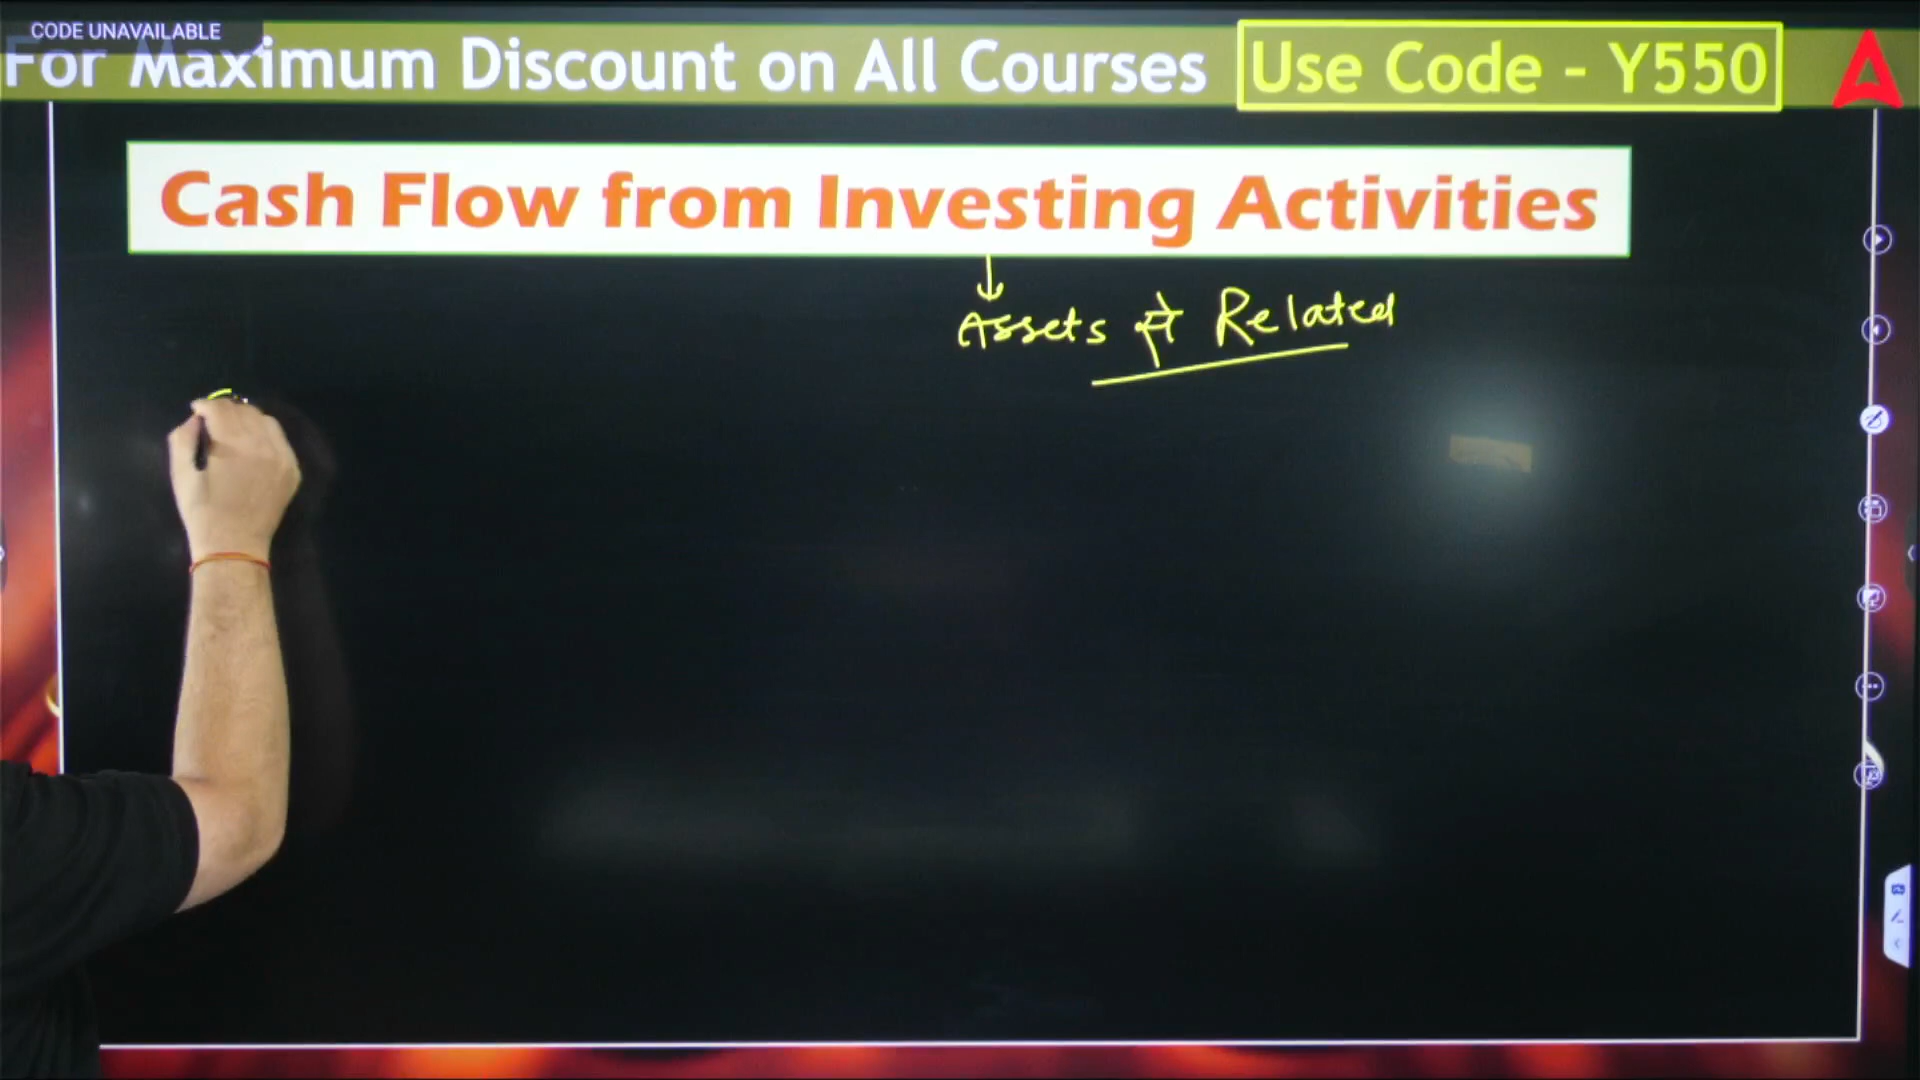 CODE UNAVAILABLE
For Maximum Discount on All Courses Use Code - Y550
Cash Flow from Investing Activities
Assets से Related